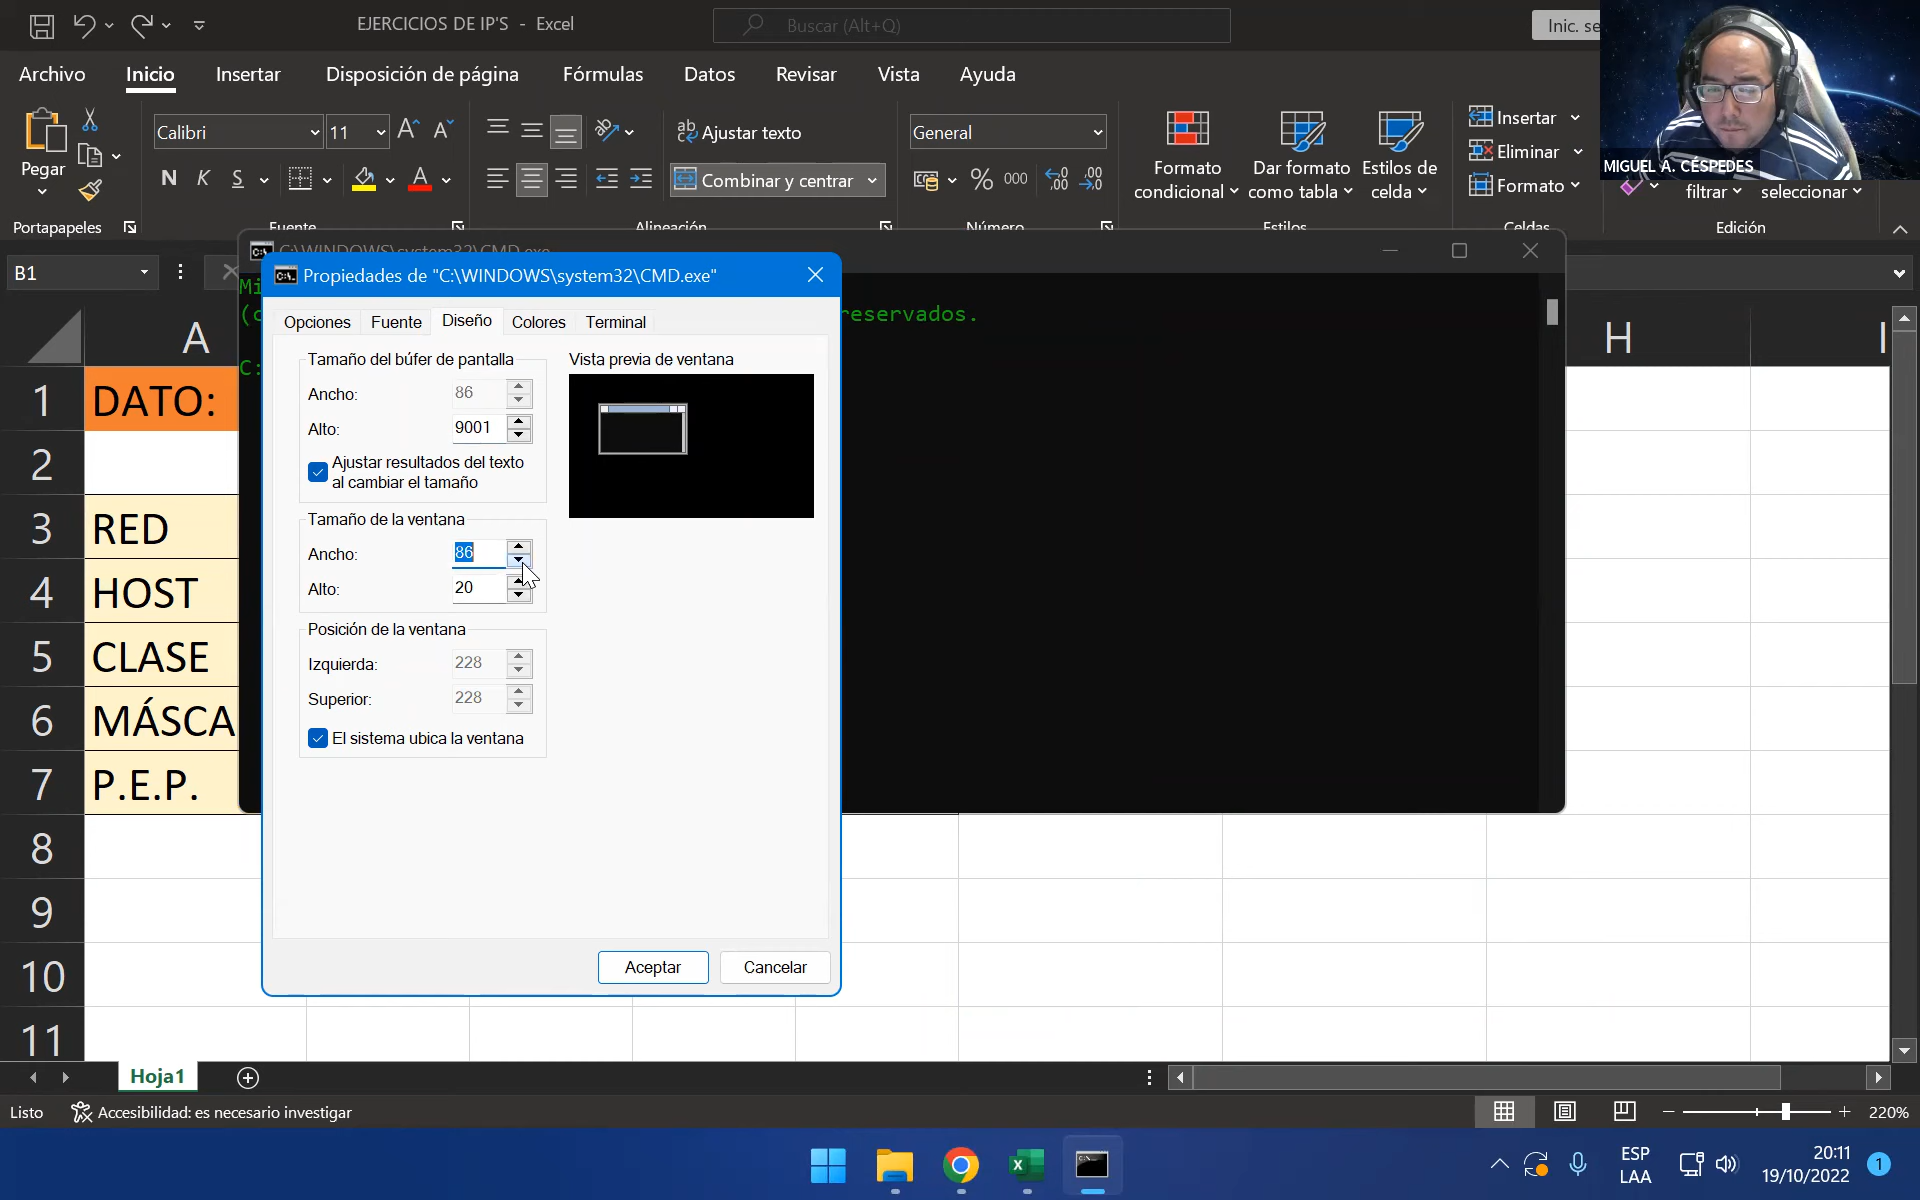 EJERCICIOS DE IP'S - Excel
Buscar (Alt+Q)
Inic. se
Archivo Inicio Insertar Disposición de página Fórmulas Datos Revisar Vista Ayuda
Pegar
Portapapeles
Calibri 11
N K S
Fuente
Ajustar texto
Combinar y centrar
Alineación
General
% 000
Número
Formato condicional
Dar formato como tabla
Estilos de celda
Estilos
Insertar
Eliminar
Formato
Celdas
filtrar seleccionar
Edición
MIGUEL A. CÉSPEDES
B1
C:\WINDOWS\system32\CMD.exe
Mi
(c
reservados.
C:
Propiedades de "C:\WINDOWS\system32\CMD.exe"
Opciones Fuente Diseño Colores Terminal
Tamaño del búfer de pantalla
Ancho: 86
Alto: 9001
Ajustar resultados del texto
al cambiar el tamaño
Tamaño de la ventana
Ancho: 86
Alto: 20
Posición de la ventana
Izquierda: 228
Superior: 228
El sistema ubica la ventana
Vista previa de ventana
Aceptar Cancelar
A H I
1 DATO:
2
3 RED
4 HOST
5 CLASE
6 MÁSCA
7 P.E.P.
8
9
10
11
Hoja1
Listo Accesibilidad: es necesario investigar 220%
ESP
LAA
20:11
19/10/2022
1